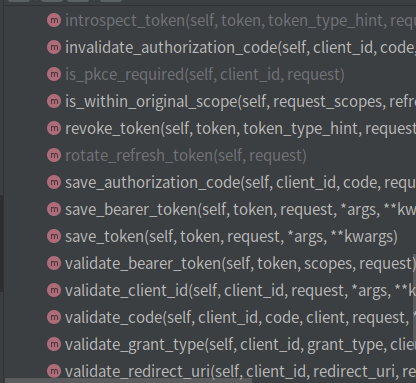 introspect_token(self, token, token_type_hint, requ
invalidate_authorization_code(self, client_id, code,
is_pkce_required(self, client_id, request)
is_within_original_scope(self, request_scopes, refre
revoke_token(self, token, token_type_hint, request
rotate_refresh_token(self, request)
save_authorization_code(self, client_id, code, requ
save_bearer_token(self, token, request, *args, **kw
save_token(self, token, request, *args, **kwargs)
validate_bearer_token(self, token, scopes, request)
validate_client_id(self, client_id, request, *args, **k
validate_code(self, client_id, code, client, request, *
validate_grant_type(self, client_id, grant_type, clie
validate_redirect_uri(self, client_id, redirect_uri, re